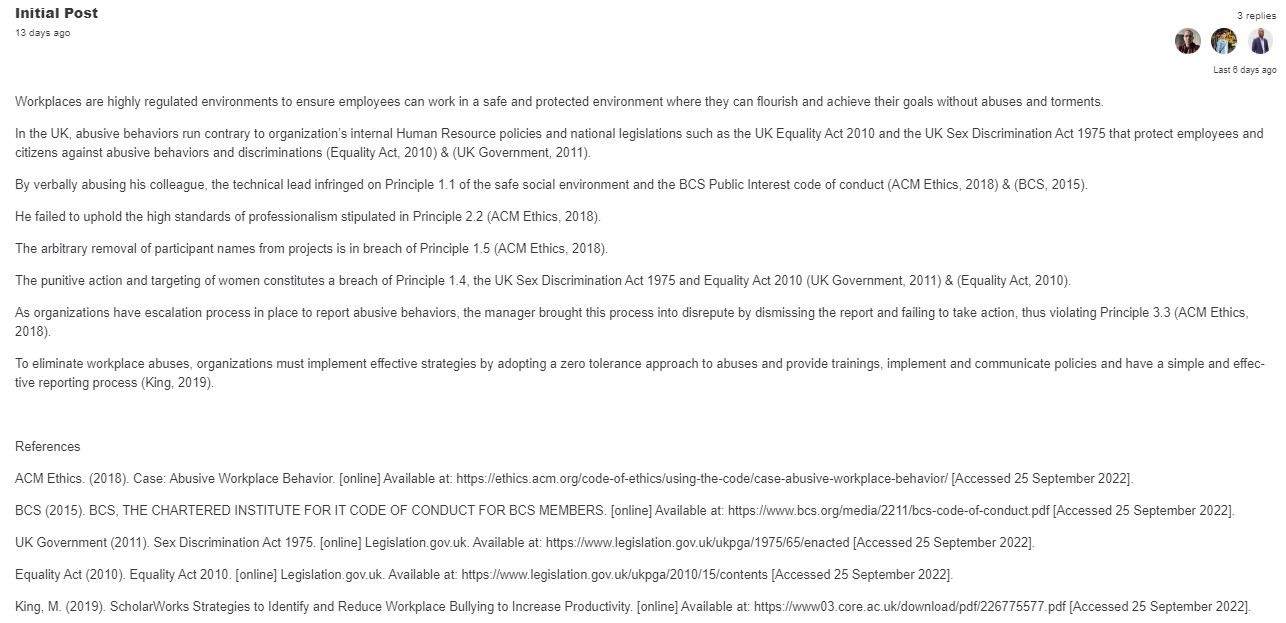 Initial Post
13 days ago
3 replies
Last 6 days ago
Workplaces are highly regulated environments to ensure employees can work in a safe and protected environment where they can flourish and achieve their goals without abuses and torments.
In the UK, abusive behaviors run contrary to organization's internal Human Resource policies and national legislations such as the UK Equality Act 2010 and the UK Sex Discrimination Act 1975 that protect employees and
citizens against abusive behaviors and discriminations (Equality Act, 2010) & (UK Government, 2011).
By verbally abusing his colleague, the technical lead infringed on Principle 1.1 of the safe social environment and the BCS Public Interest code of conduct (ACM Ethics, 2018) & (BCS, 2015).
He failed to uphold the high standards of professionalism stipulated in Principle 2.2 (ACM Ethics, 2018).
The arbitrary removal of participant names from projects is in breach of Principle 1.5 (ACM Ethics, 2018).
The punitive action and targeting of women constitutes a breach of Principle 1.4, the UK Sex Discrimination Act 1975 and Equality Act 2010 (UK Government, 2011) & (Equality Act, 2010).
As organizations have escalation process in place to report abusive behaviors, the manager brought this process into disrepute by dismissing the report and failing to take action, thus violating Principle 3.3 (ACM Ethics,
2018).
To eliminate workplace abuses, organizations must implement effective strategies by adopting a zero tolerance approach to abuses and provide trainings, implement and communicate policies and have a simple and effec-
tive reporting process (King, 2019).
References
ACM Ethics. (2018). Case: Abusive Workplace Behavior. [online] Available at: https://ethics.acm.org/code-of-ethics/using-the-code/case-abusive-workplace-behavior/ [Accessed 25 September 2022].
BCS (2015). BCS, THE CHARTERED INSTITUTE FOR IT CODE OF CONDUCT FOR BCS MEMBERS. [online] Available at: https://www.bcs.org/media/2211/bcs-code-of-conduct.pdf [Accessed 25 September 2022].
UK Government (2011). Sex Discrimination Act 1975. [online] Legislation.gov.uk. Available at: https://www.legislation.gov.uk/ukpga/1975/65/enacted [Accessed 25 September 2022].
Equality Act (2010). Equality Act 2010. [online] Legislation.gov.uk. Available at: https://www.legislation.gov.uk/ukpga/2010/15/contents [Accessed 25 September 2022].
King, M. (2019). ScholarWorks Strategies to Identify and Reduce Workplace Bullying to Increase Productivity. [online] Available at: https://www03.core.ac.uk/download/pdf/226775577.pdf [Accessed 25 September 2022].